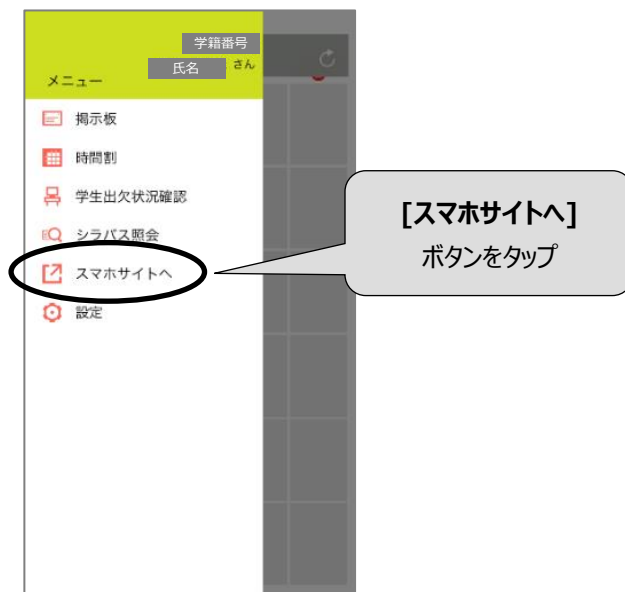 学籍番号
氏名 さん
メニュー
掲示板
時間割
学生出欠状況確認
シラバス照会
スマホサイトへ
設定
[スマホサイトへ]
ボタンをタップ